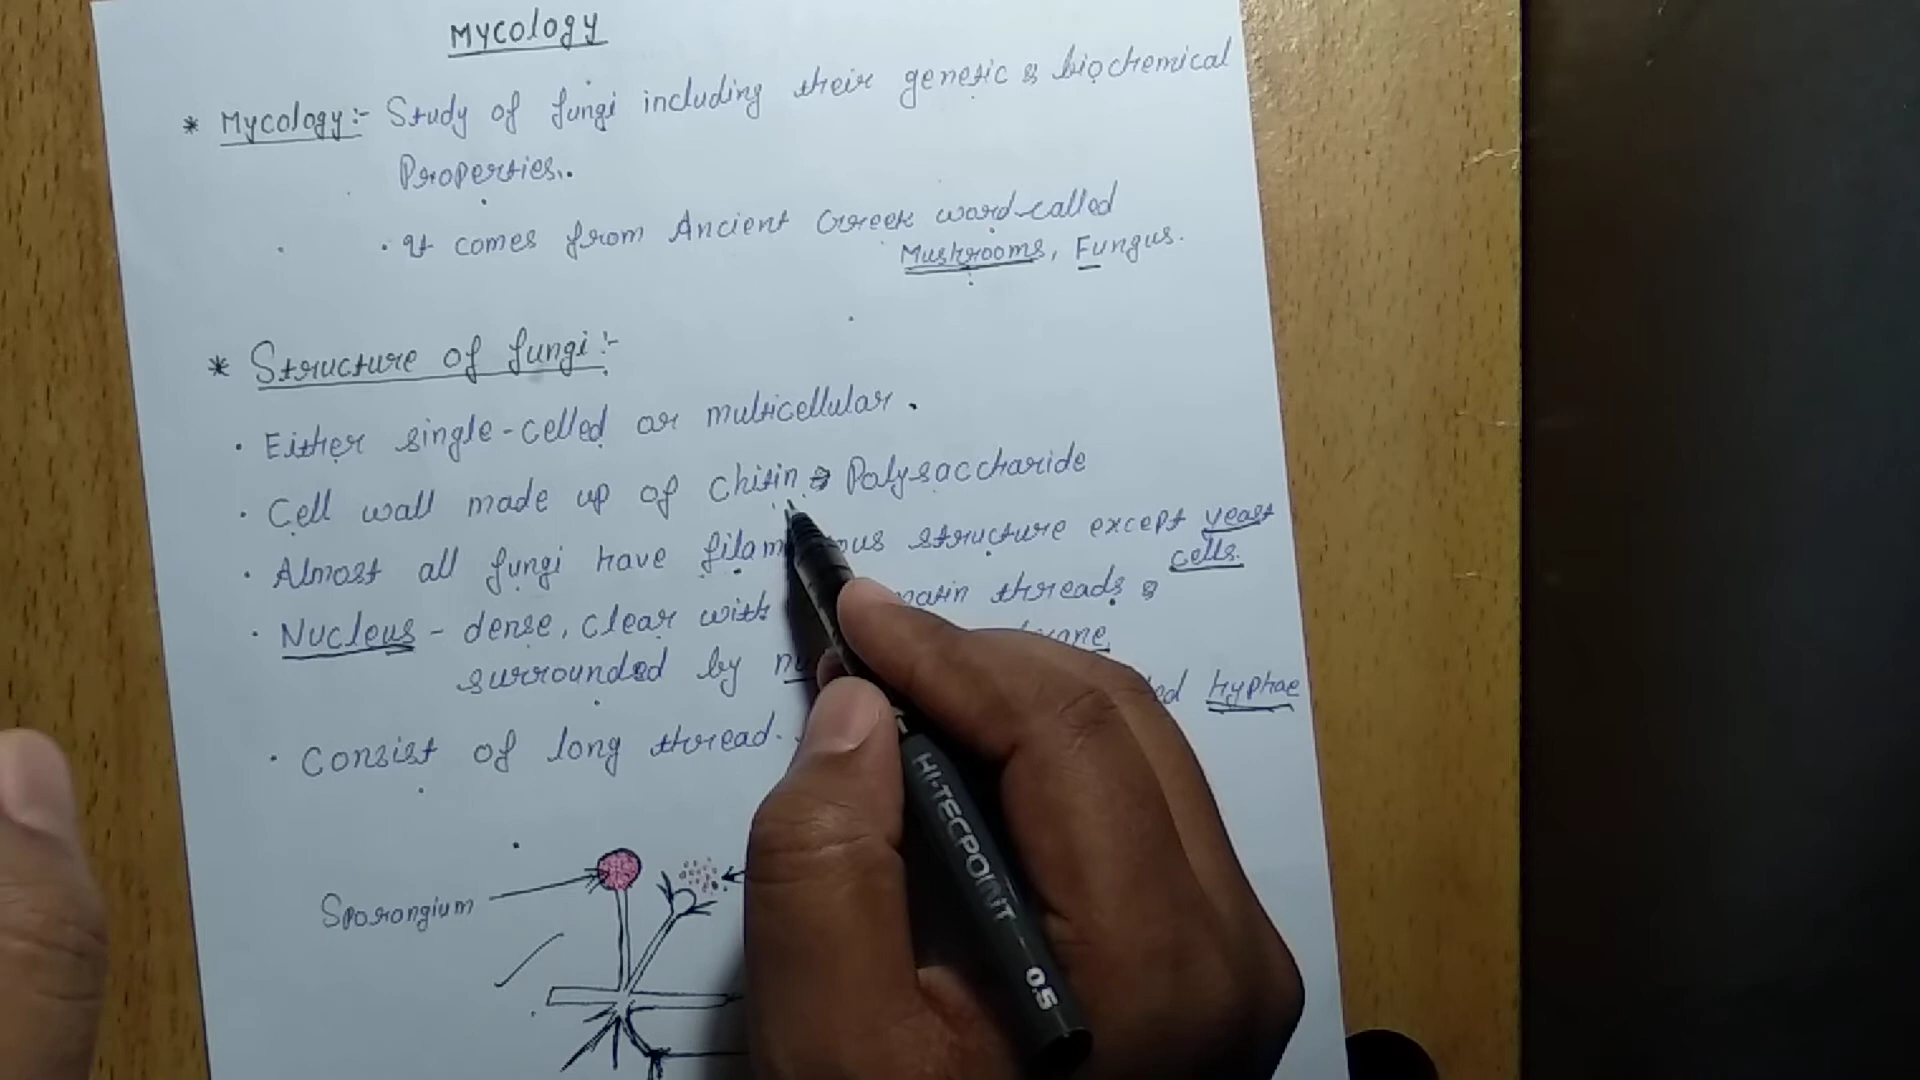 Mycology
* Mycology:- Study of fungi including their genetic & biochemical
Properties..
. It comes from Ancient Greek word called
Mushrooms, Fungus.
* Structure of fungi:-
. Either single-celled or multicellular.
. Cell wall made up of chitin → Polysaccharide
. Almost all fungi have structure except yeast
cells.
. Nucleus - dense, clear with threads &
surrounded by
. Consist of long thread. hyphae
Sporangium
HI-TECPOINT 0.5